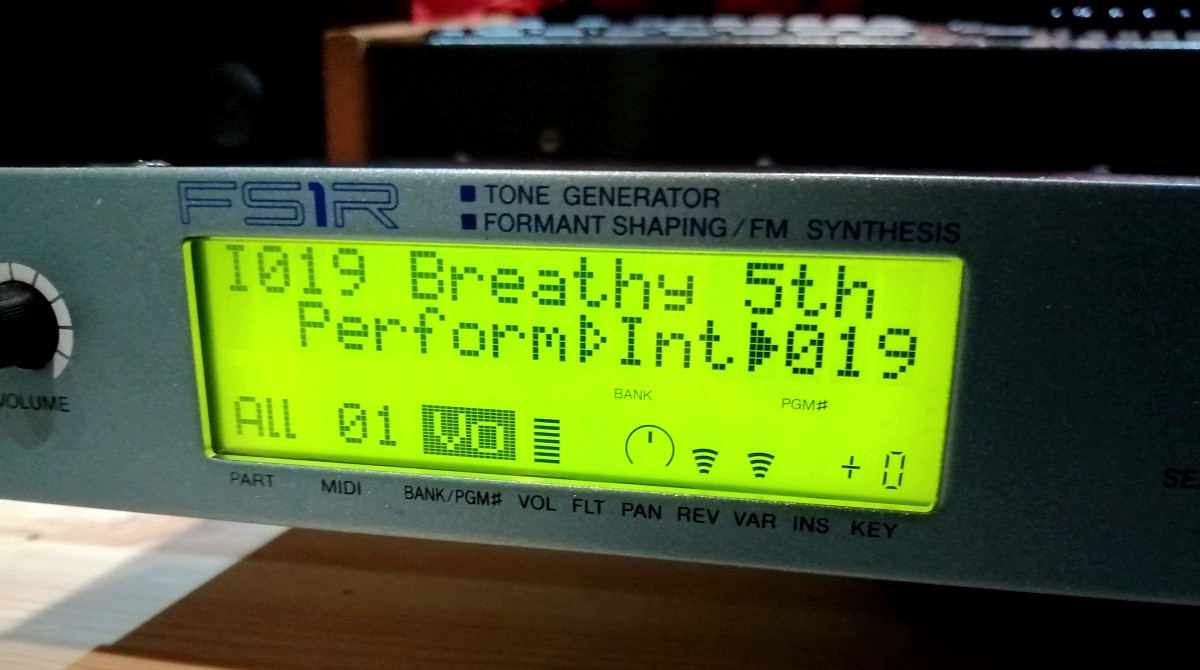 FS1R
■ TONE GENERATOR
■ FORMANT SHAPING/FM SYNTHESIS
I019 Breathy 5th
Perform▷Int▶019
BANK PGM#
All 01 Vo +0
VOLUME
PART MIDI BANK/PGM# VOL FLT PAN REV VAR INS KEY